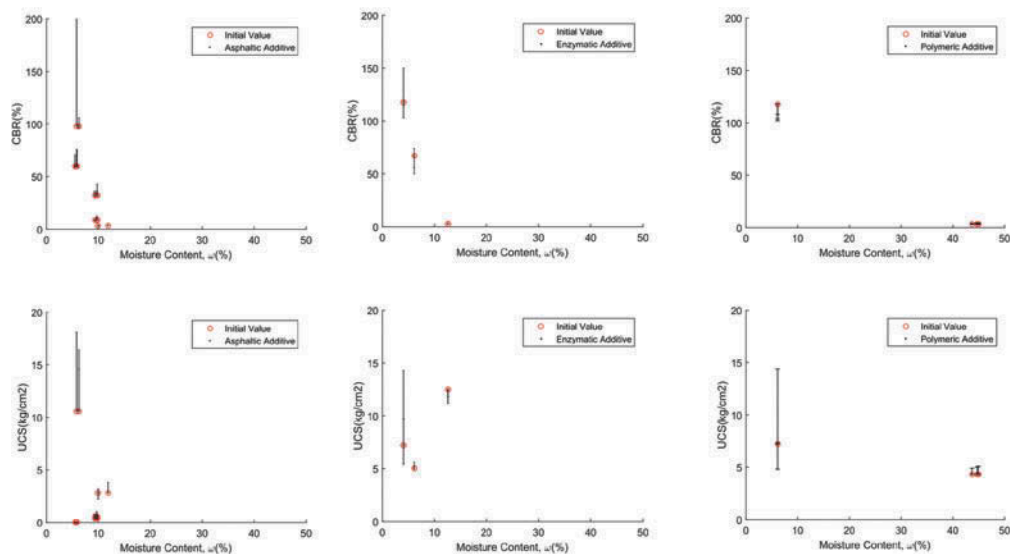 200
150
100
50
0
CBR(%)
Initial Value
Asphaltic Additive
0 10 20 30 40 50
Moisture Content, ω(%)
200
150
100
50
0
CBR(%)
Initial Value
Enzymatic Additive
0 10 20 30 40 50
Moisture Content, ω(%)
200
150
100
50
0
CBR(%)
Initial Value
Polymeric Additive
0 10 20 30 40 50
Moisture Content, ω(%)
20
15
10
5
0
UCS(kg/cm2)
Initial Value
Asphaltic Additive
0 10 20 30 40 50
Moisture Content, ω(%)
20
15
10
5
0
UCS(kg/cm2)
Initial Value
Enzymatic Additive
0 10 20 30 40 50
Moisture Content, ω(%)
20
15
10
5
0
UCS(kg/cm2)
Initial Value
Polymeric Additive
0 10 20 30 40 50
Moisture Content, ω(%)